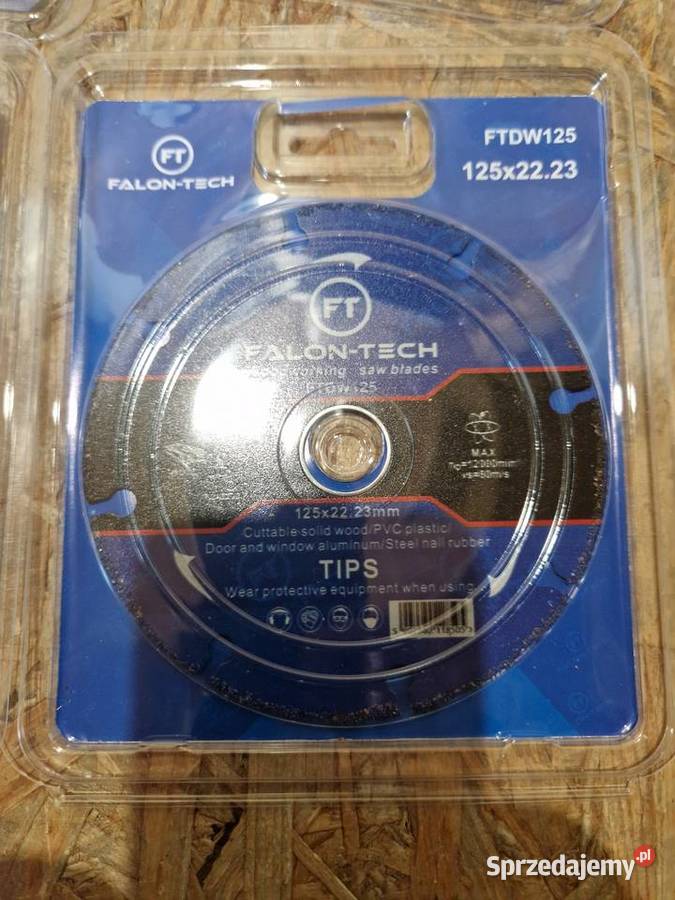 FT
FALON-TECH
FTDW125
125x22.23
FT
FALON-TECH
saw blades
FTDW125
MAX
125x22.23mm
Cuttable:solid wood/PVC plastic/
Door and window aluminum/Steel nail rubber
TIPS
Wear protective equipment when using
Sprzedajemy.pl